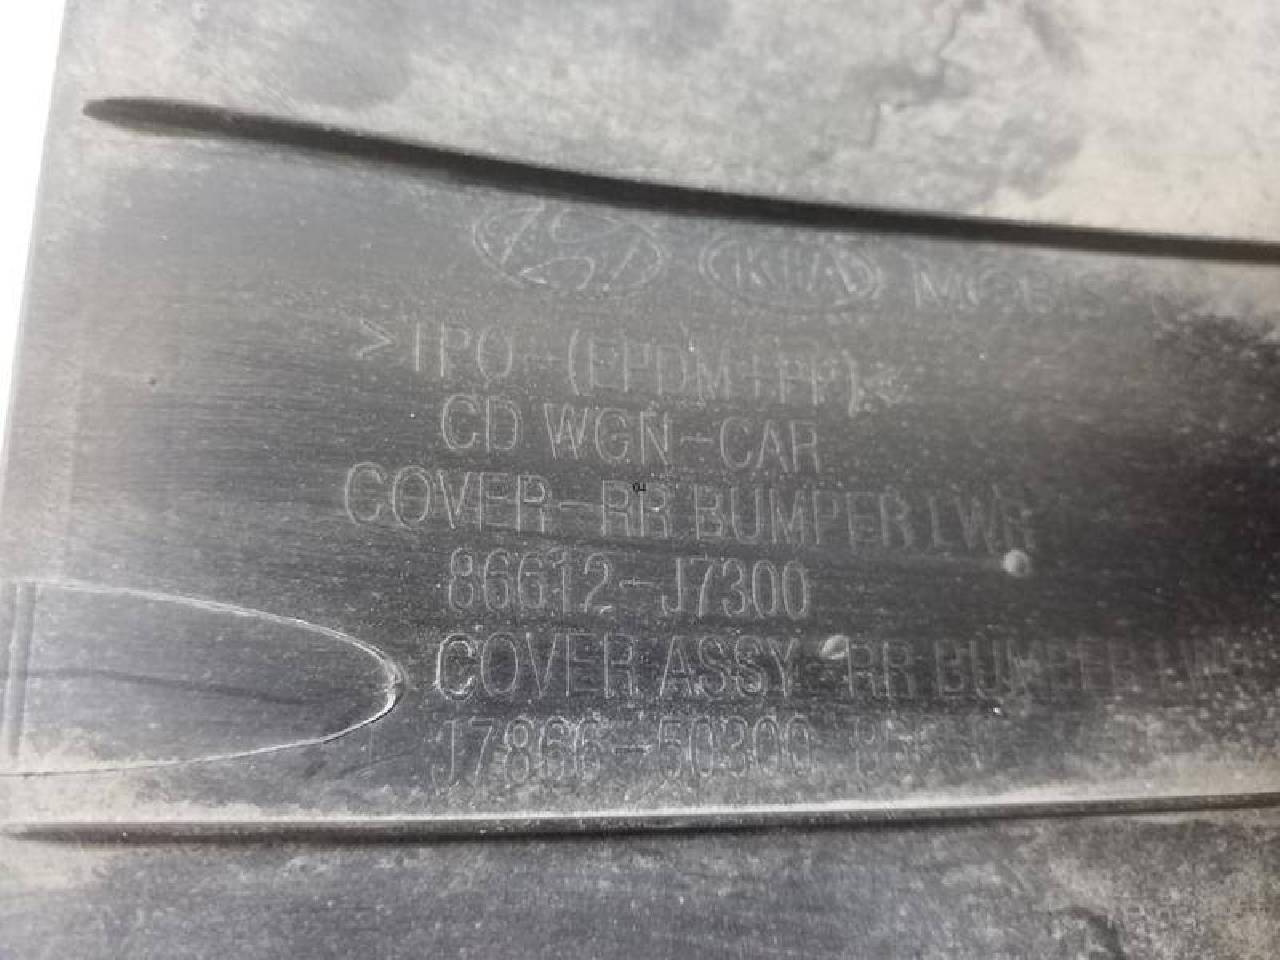 KIA MOBIS
>TPO-(EPDM+PP)<
CD WGN-CAR
COVER-RR BUMPER LWR
86612-J7300
COVER ASSY-RR BUMPER LWR
J7866-50300